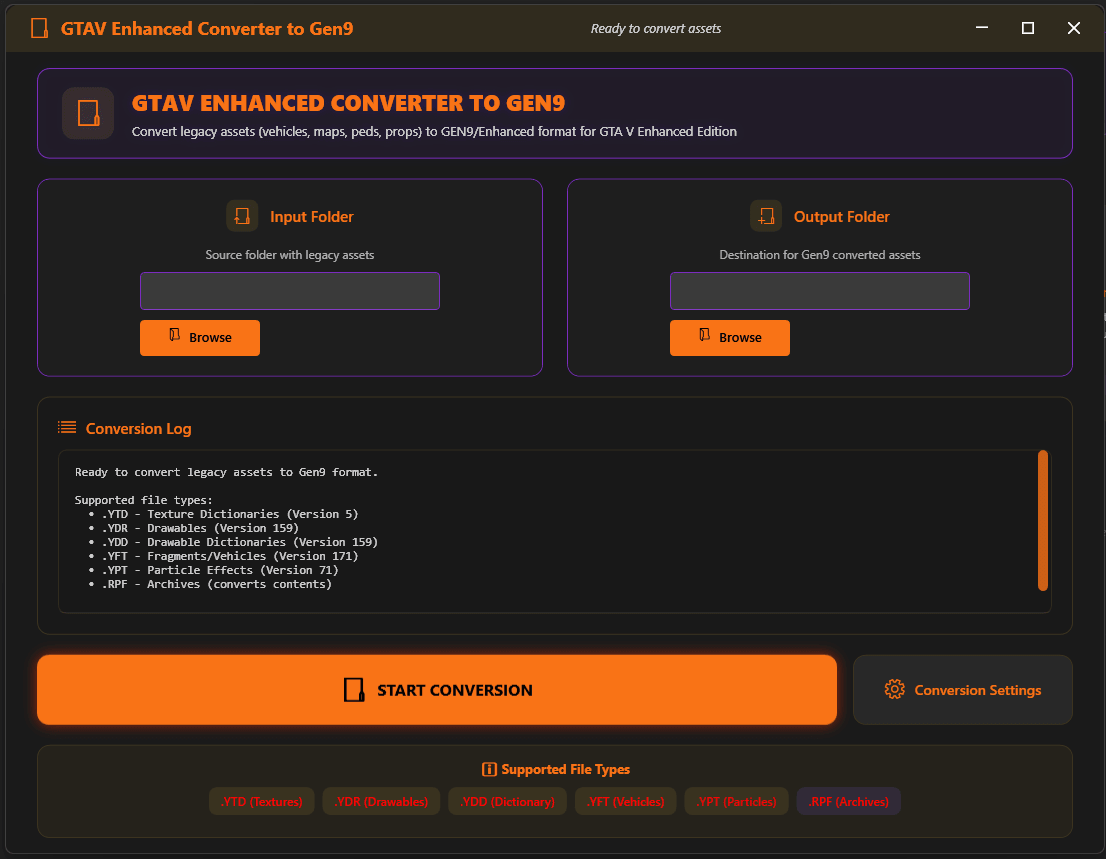 GTAV Enhanced Converter to Gen9
Ready to convert assets
GTAV ENHANCED CONVERTER TO GEN9
Convert legacy assets (vehicles, maps, peds, props) to GEN9/Enhanced format for GTA V Enhanced Edition
Input Folder
Source folder with legacy assets
Browse
Output Folder
Destination for Gen9 converted assets
Browse
Conversion Log
Ready to convert legacy assets to Gen9 format.
Supported file types:
• .YTD - Texture Dictionaries (Version 5)
• .YDR - Drawables (Version 159)
• .YDD - Drawable Dictionaries (Version 159)
• .YFT - Fragments/Vehicles (Version 171)
• .YPT - Particle Effects (Version 71)
• .RPF - Archives (converts contents)
START CONVERSION
Conversion Settings
Supported File Types
.YTD (Textures)
.YDR (Drawables)
.YDD (Dictionary)
.YFT (Vehicles)
.YPT (Particles)
.RPF (Archives)